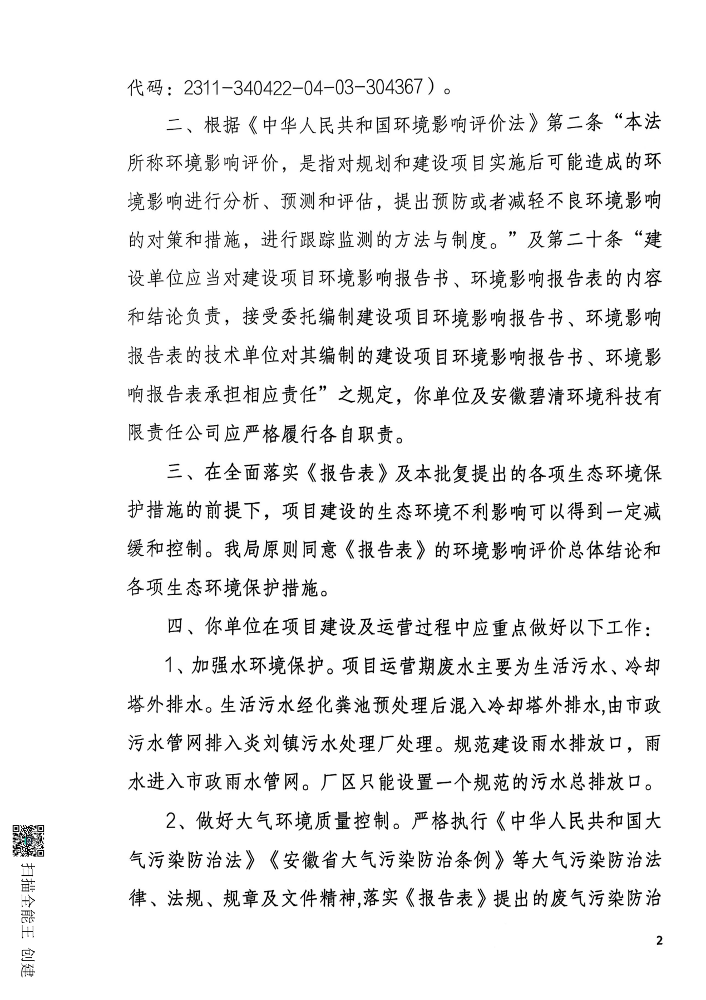 代码：2311-340422-04-03-304367）。
二、根据《中华人民共和国环境影响评价法》第二条“本法
所称环境影响评价，是指对规划和建设项目实施后可能造成的环
境影响进行分析、预测和评估，提出预防或者减轻不良环境影响
的对策和措施，进行跟踪监测的方法与制度。”及第二十条“建
设单位应当对建设项目环境影响报告书、环境影响报告表的内容
和结论负责，接受委托编制建设项目环境影响报告书、环境影响
报告表的技术单位对其编制的建设项目环境影响报告书、环境影
响报告表承担相应责任”之规定，你单位及安徽碧清环境科技有
限责任公司应严格履行各自职责。
三、在全面落实《报告表》及本批复提出的各项生态环境保
护措施的前提下，项目建设的生态环境不利影响可以得到一定减
缓和控制。我局原则同意《报告表》的环境影响评价总体结论和
各项生态环境保护措施。
四、你单位在项目建设及运营过程中应重点做好以下工作：
1、加强水环境保护。项目运营期废水主要为生活污水、冷却
塔外排水。生活污水经化粪池预处理后混入冷却塔外排水,由市政
污水管网排入炎刘镇污水处理厂处理。规范建设雨水排放口，雨
水进入市政雨水管网。厂区只能设置一个规范的污水总排放口。
2、做好大气环境质量控制。严格执行《中华人民共和国大
气污染防治法》《安徽省大气污染防治条例》等大气污染防治法
律、法规、规章及文件精神,落实《报告表》提出的废气污染防治
2
扫描全能王 创建